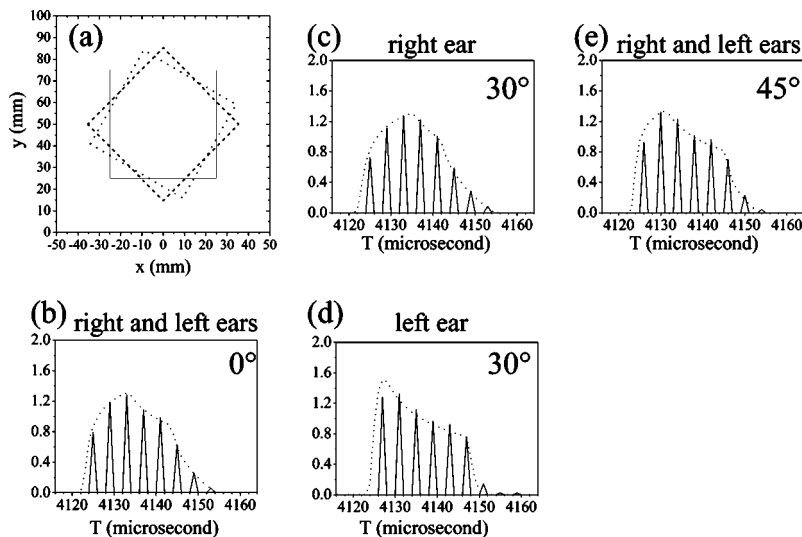 (a)
100
90
80
70
60
50
40
30
20
10
0
y (mm)
-50 -40 -30 -20 -10 0 10 20 30 40 50
x (mm)
(c) right ear
30°
2.0
1.6
1.2
0.8
0.4
0.0
4120 4130 4140 4150 4160
T (microsecond)
(e) right and left ears
45°
2.0
1.6
1.2
0.8
0.4
0.0
4120 4130 4140 4150 4160
T (microsecond)
(b) right and left ears
0°
2.0
1.6
1.2
0.8
0.4
0.0
4120 4130 4140 4150 4160
T (microsecond)
(d) left ear
30°
2.0
1.6
1.2
0.8
0.4
0.0
4120 4130 4140 4150 4160
T (microsecond)